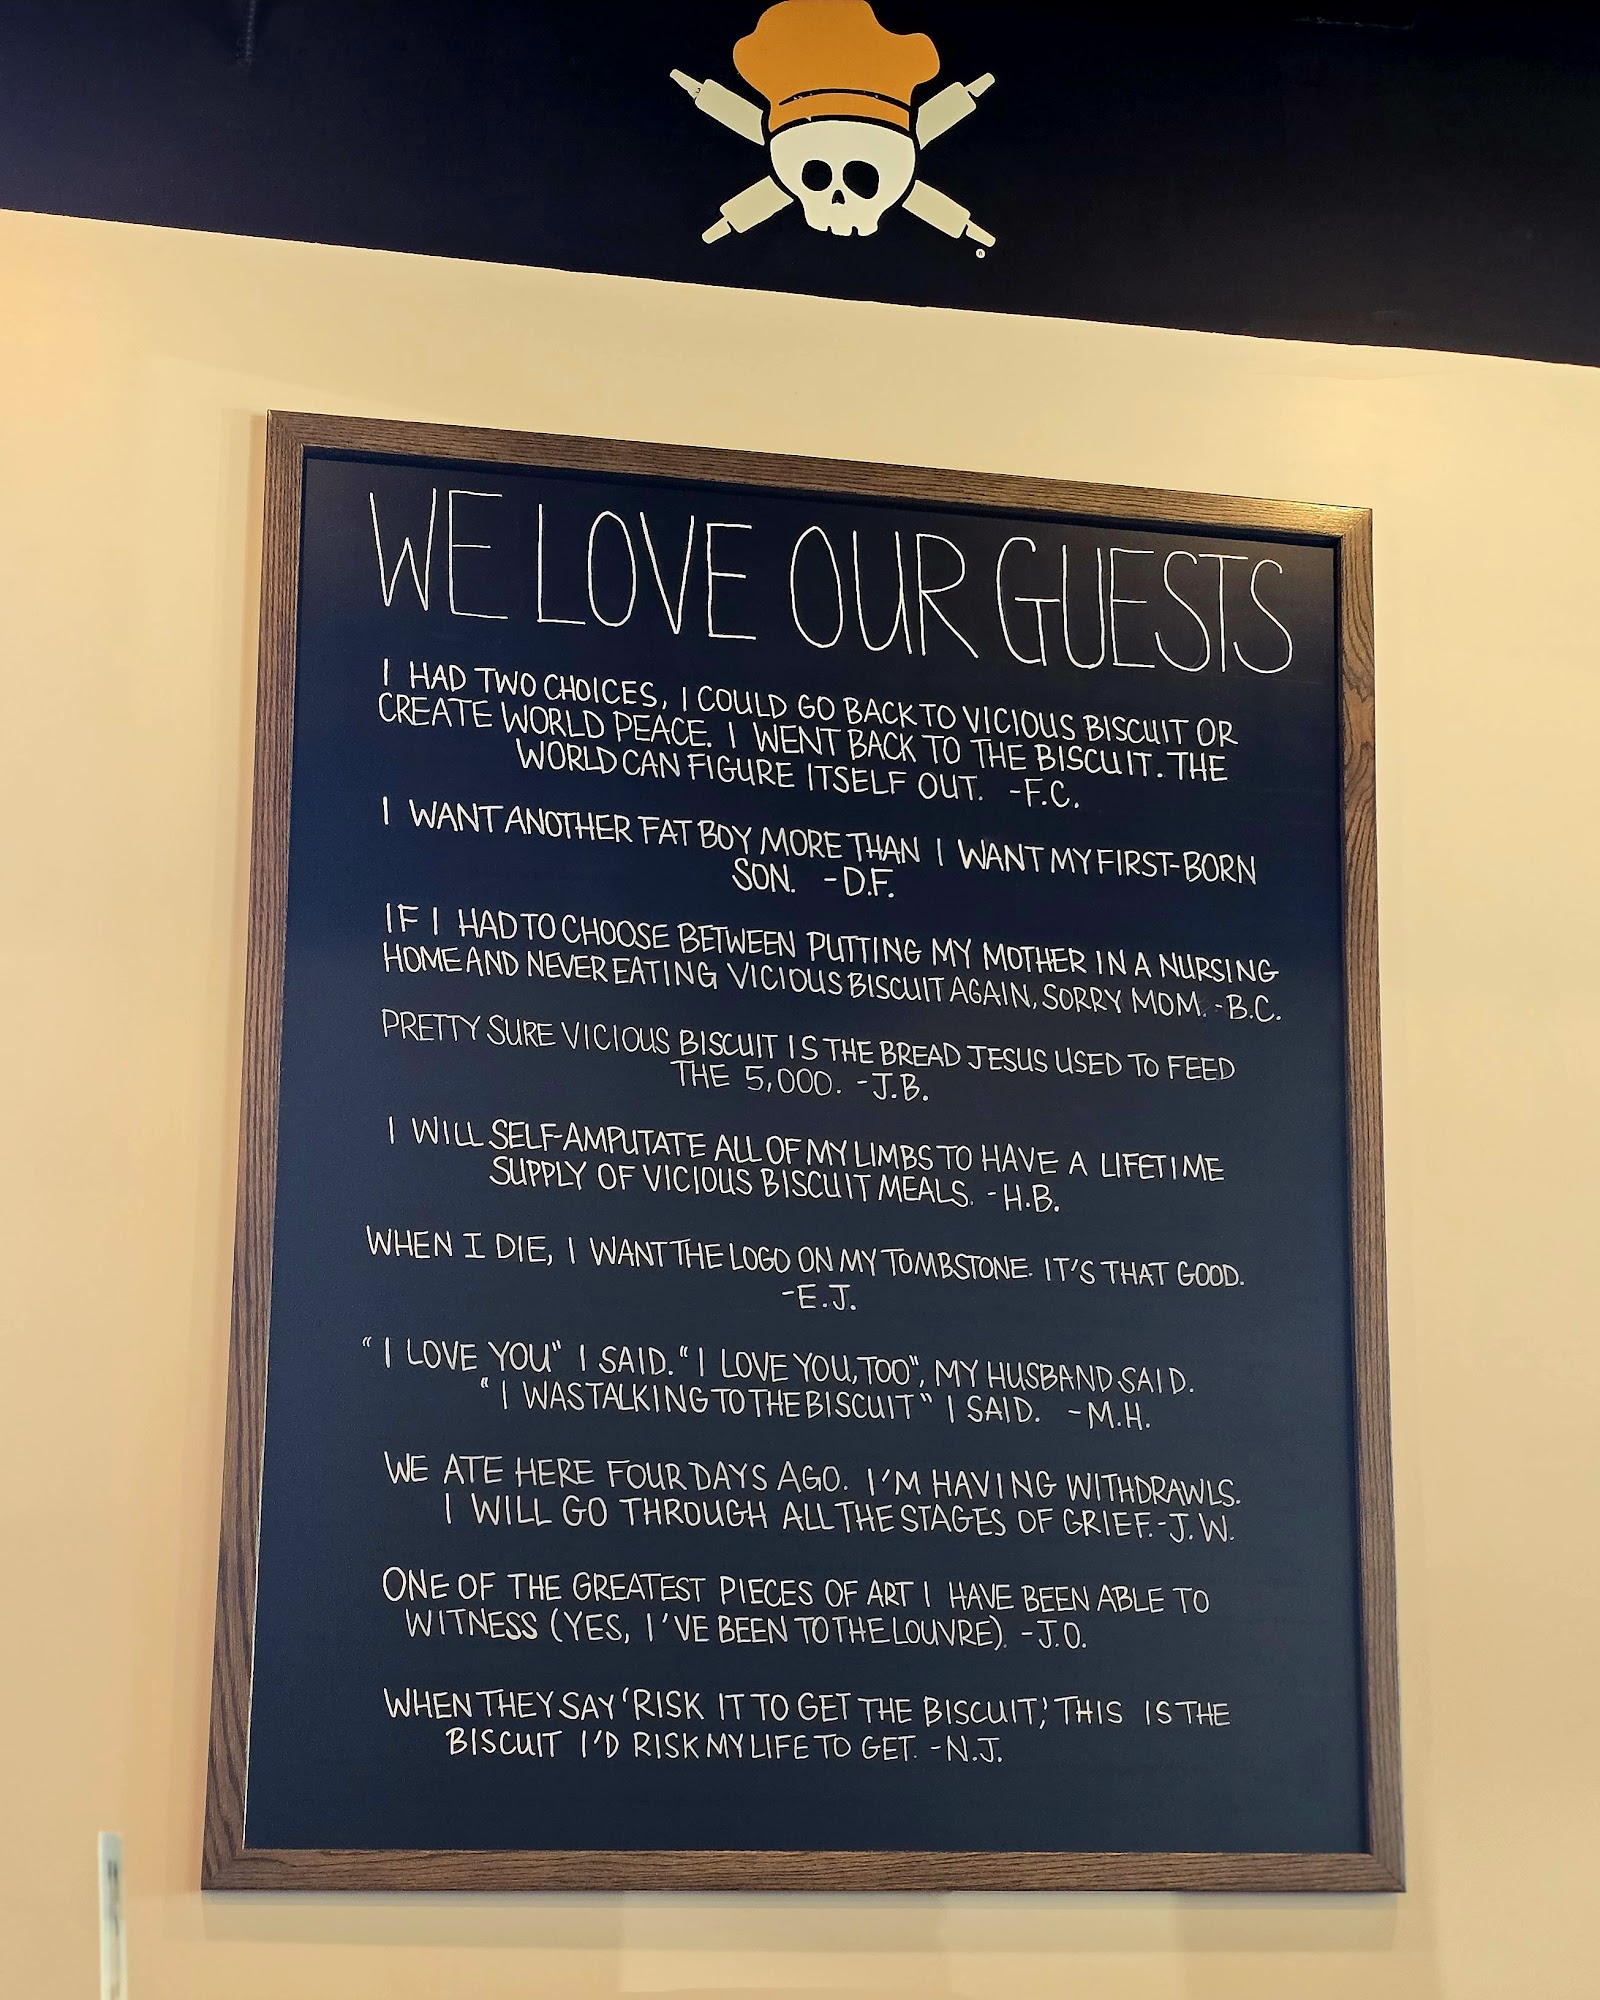 WE LOVE OUR GUESTS
I HAD TWO CHOICES, I COULD GO BACK TO VICIOUS BISCUIT OR
CREATE WORLD PEACE. I WENT BACK TO THE BISCUIT. THE
WORLD CAN FIGURE ITSELF OUT. -F.C.
I WANT ANOTHER FAT BOY MORE THAN I WANT MY FIRST-BORN
SON. -D.F.
IF I HAD TO CHOOSE BETWEEN PUTTING MY MOTHER IN A NURSING
HOME AND NEVER EATING VICIOUS BISCUIT AGAIN, SORRY MOM. -B.C.
PRETTY SURE VICIOUS BISCUIT IS THE BREAD JESUS USED TO FEED
THE 5,000. -J.B.
I WILL SELF-AMPUTATE ALL OF MY LIMBS TO HAVE A LIFETIME
SUPPLY OF VICIOUS BISCUIT MEALS. -H.B.
WHEN I DIE, I WANT THE LOGO ON MY TOMBSTONE. IT'S THAT GOOD.
-E.J.
"I LOVE YOU" I SAID. "I LOVE YOU, TOO", MY HUSBAND SAID.
"I WAS TALKING TO THE BISCUIT" I SAID. -M.H.
WE ATE HERE FOUR DAYS AGO. I'M HAVING WITHDRAWLS.
I WILL GO THROUGH ALL THE STAGES OF GRIEF. -J.W.
ONE OF THE GREATEST PIECES OF ART I HAVE BEEN ABLE TO
WITNESS (YES, I'VE BEEN TO THE LOUVRE). -J.O.
WHEN THEY SAY 'RISK IT TO GET THE BISCUIT', THIS IS THE
BISCUIT I'D RISK MY LIFE TO GET. -N.J.